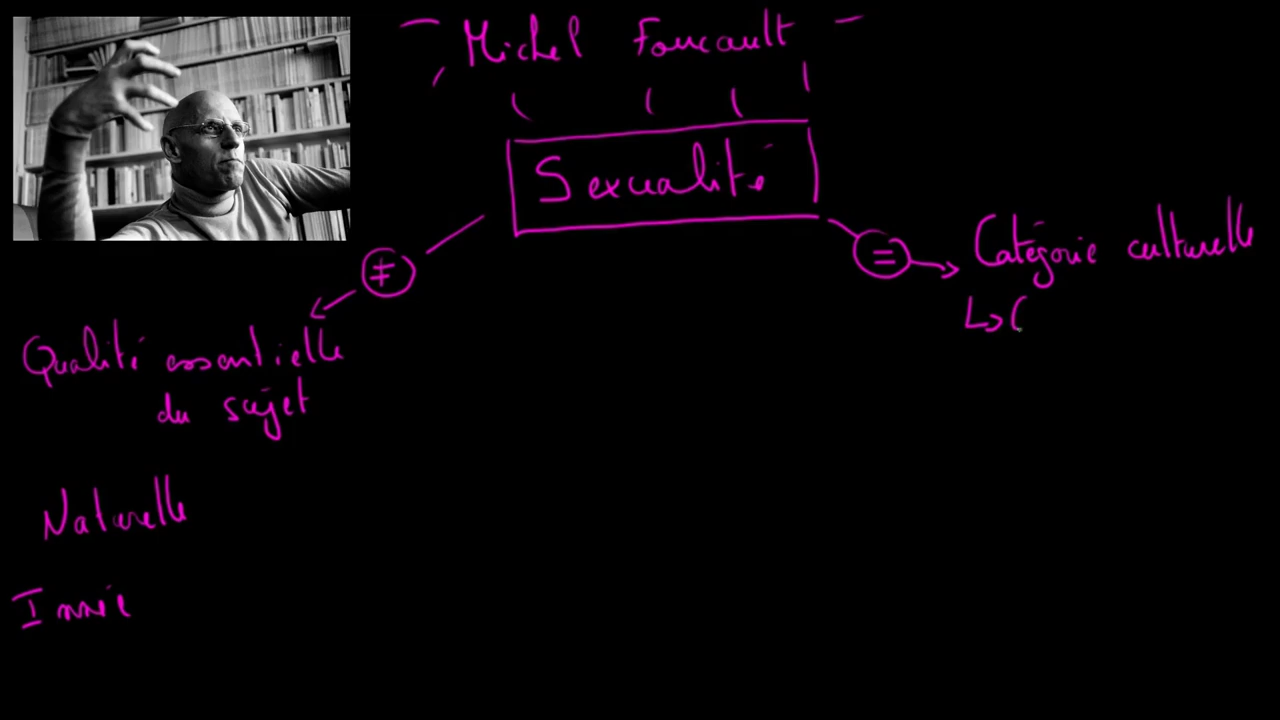 Michel Foucault
Sexualité
≠
=
Catégorie culturelle
↳ (
Qualité essentielle
du sujet
Naturelle
Innée